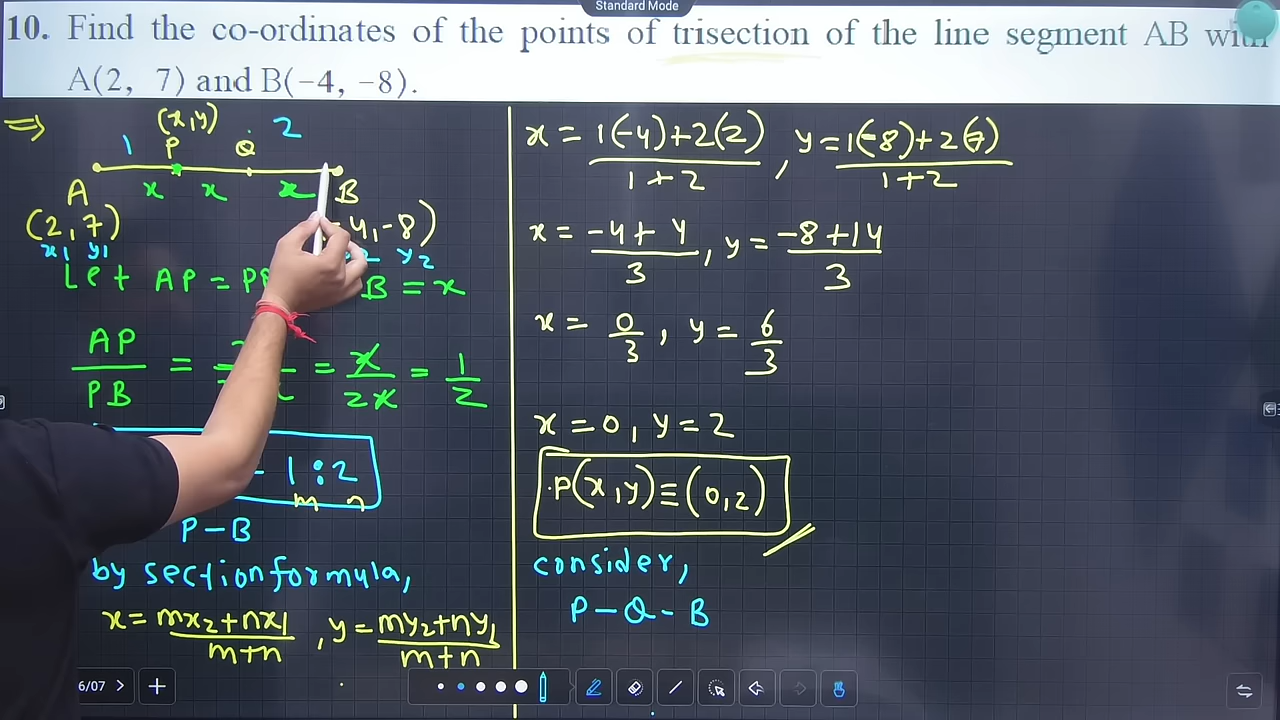 Standard Mode
10. Find the co-ordinates of the points of trisection of the line segment AB with
A(2, 7) and B(−4, −8).
⇒
(x,y)
1 P Q 2
A x x x B
(2,7) 4,-8)
x1 y1 y2
Let AP = P B = x
AP/PB = = x/2x = 1/2
1:2
m n
P-B
by section formula,
x = mx2+nx1/m+n , y = my2+ny1/m+n
x = 1(-4)+2(2)/1+2 , y = 1(-8)+2(7)/1+2
x = -4+4/3 , y = -8+14/3
x = 0/3 , y = 6/3
x = 0 , y = 2
P(x,y) ≡ (0,2)
consider,
P-Q-B
6/07